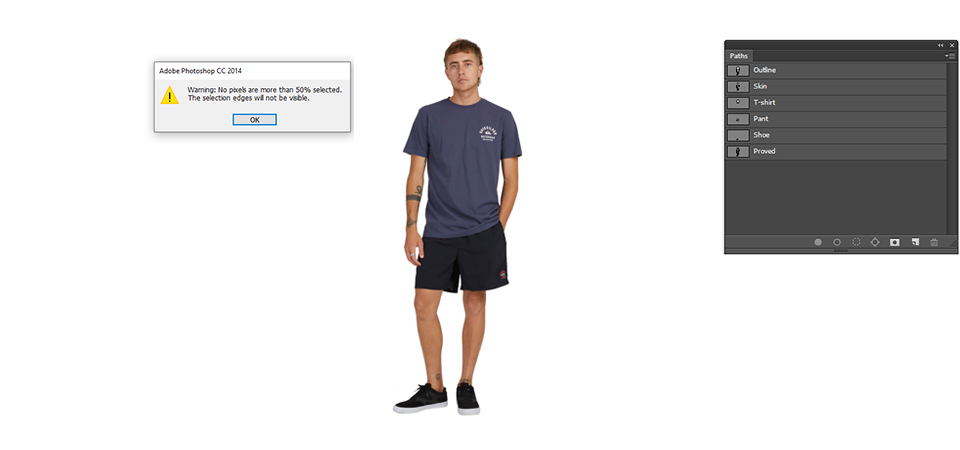 Adobe Photoshop CC 2014
Warning: No pixels are more than 50% selected.
The selection edges will not be visible.
OK
QUIKSILVER
Paths
Outline
Skin
T-shirt
Pant
Shoe
Proved